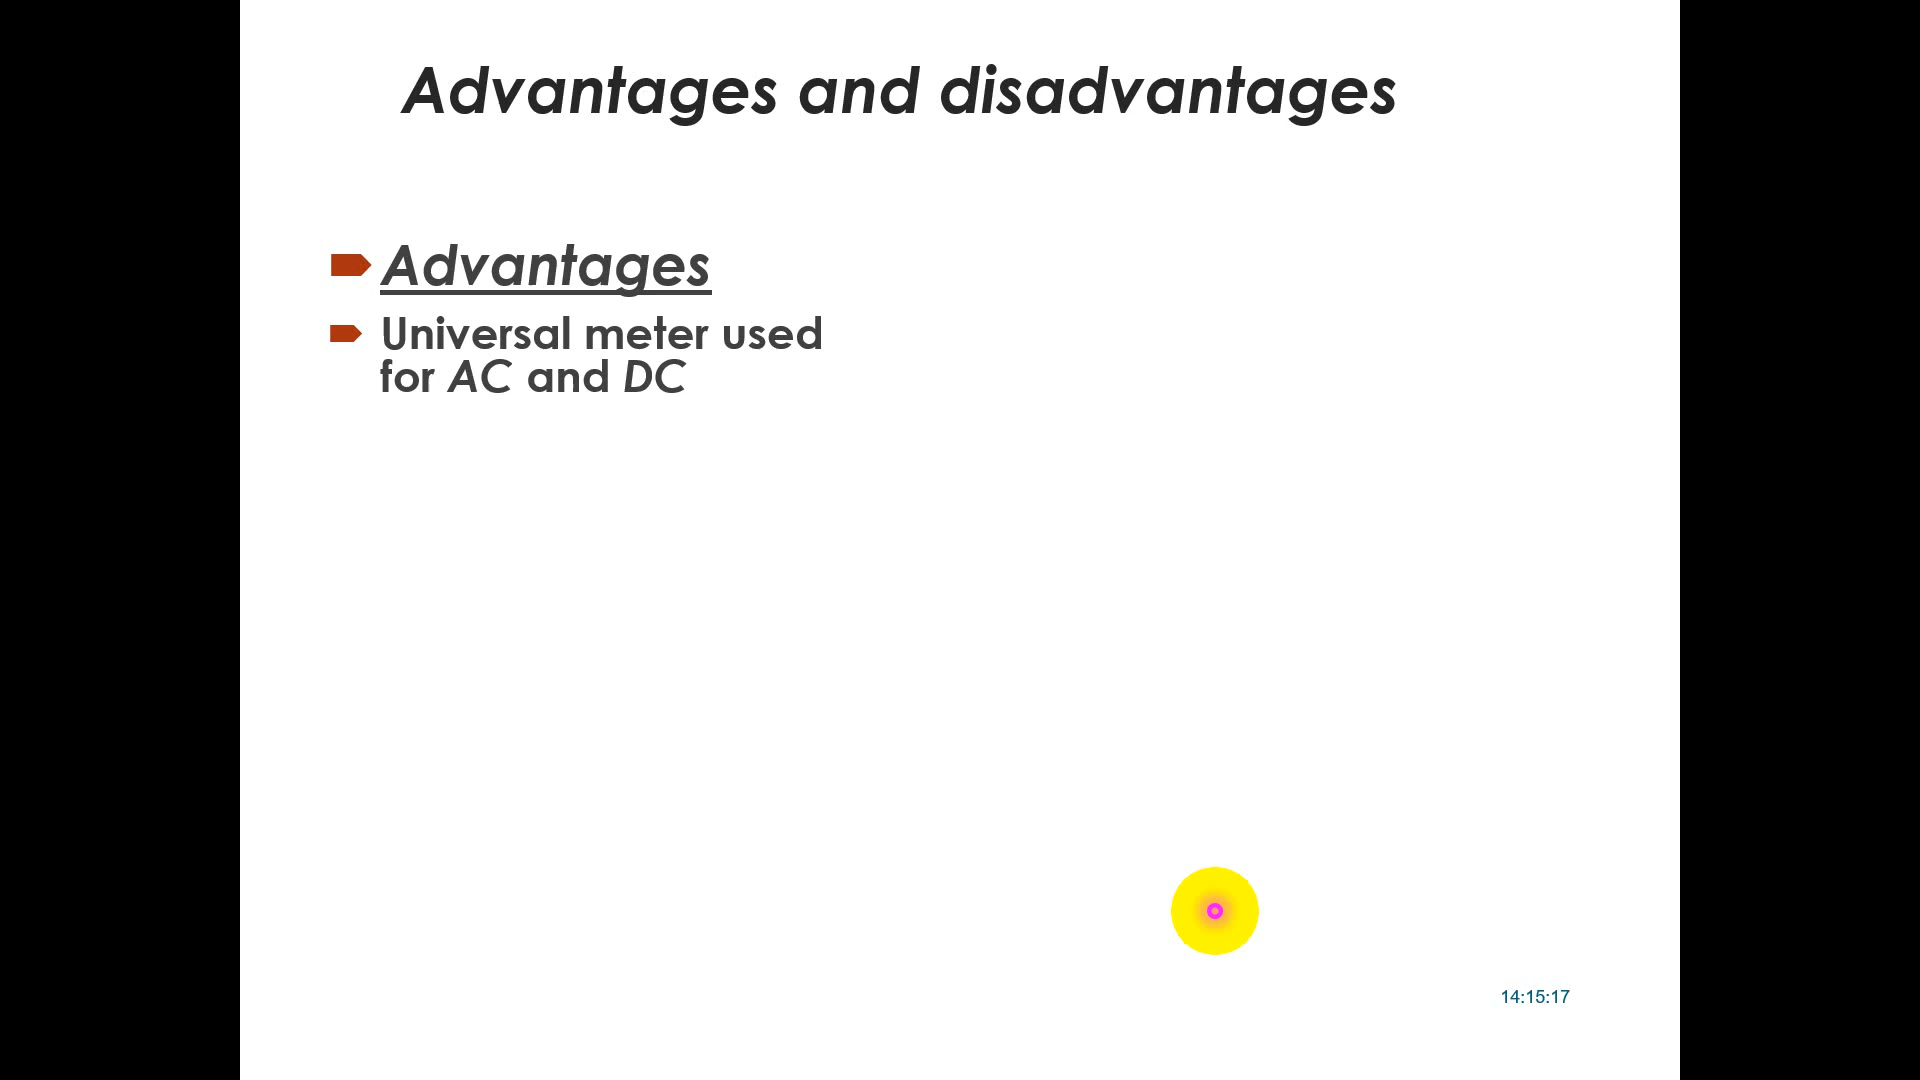 Advantages and disadvantages
Advantages
Universal meter used
for AC and DC
14:15:17